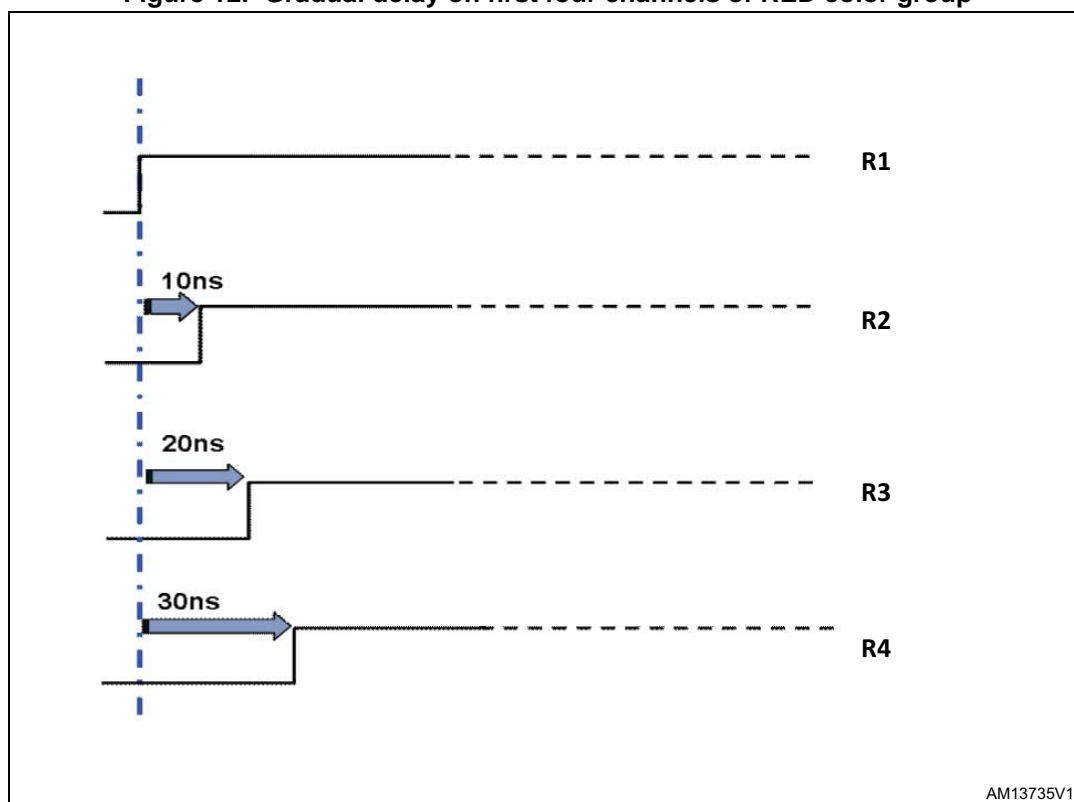 Figure 12. Gradual delay on first four channels of RED color group
R1
10ns
R2
20ns
R3
30ns
R4
AM13735V1